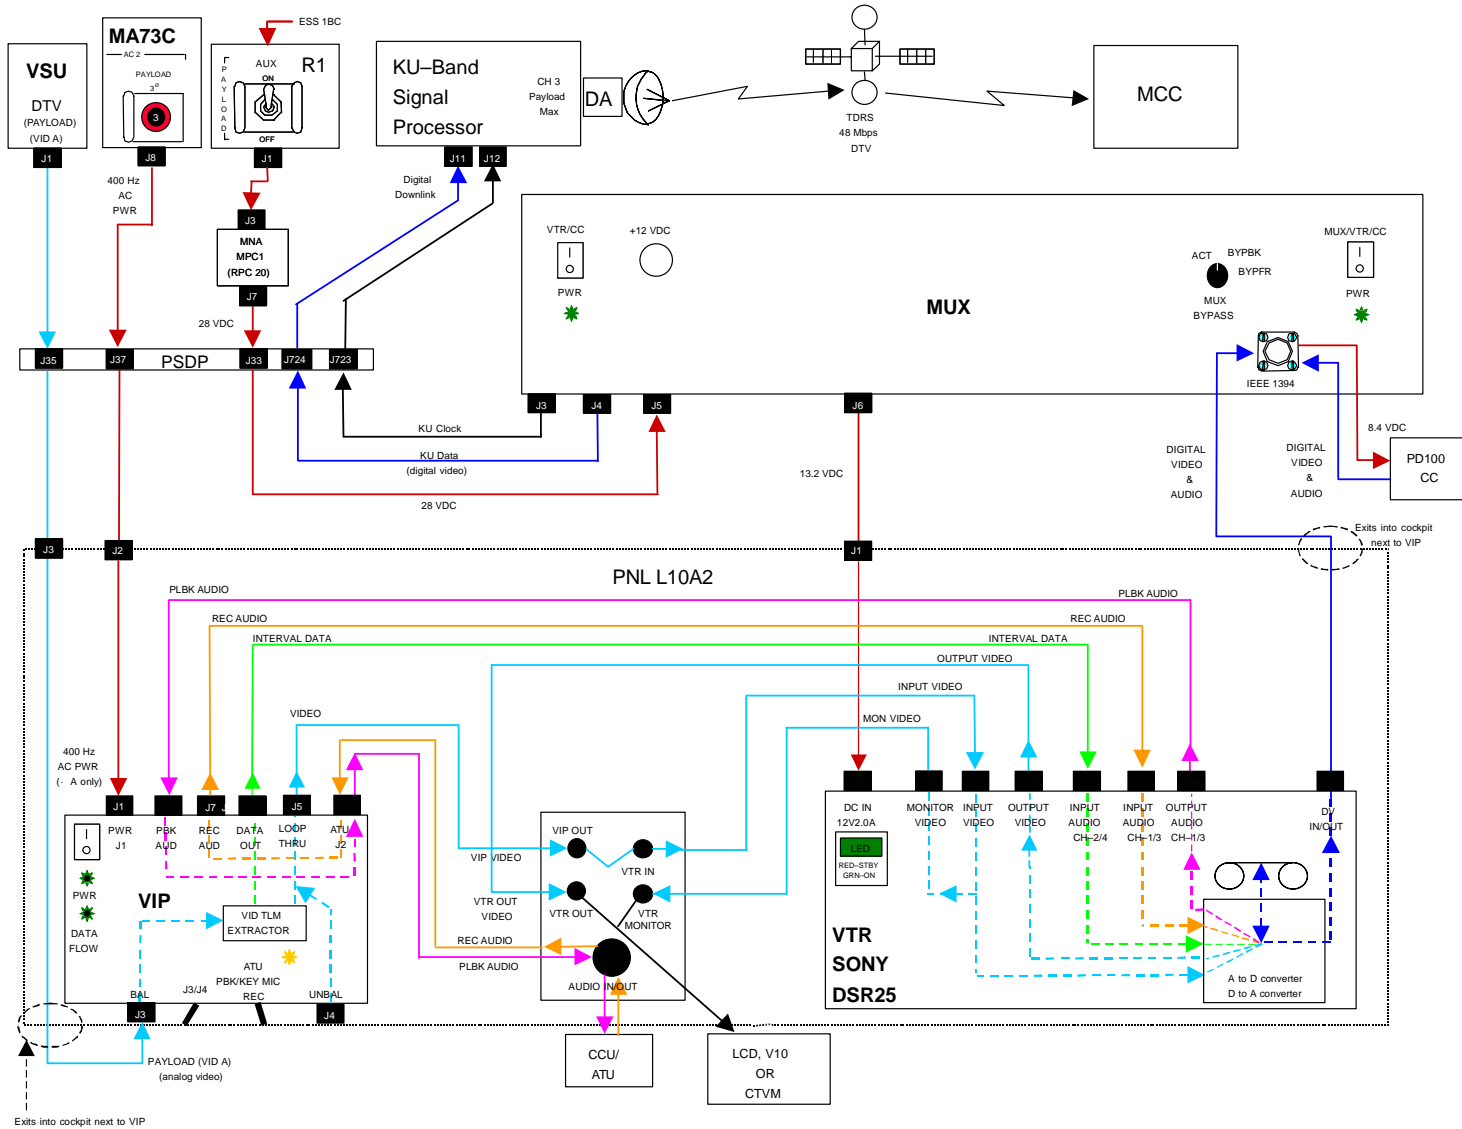 ESS 1BC
VSU
DTV
(PAYLOAD)
(VID A)
J1
MA73C
AC 2
PAYLOAD
3ø
3
J8
PAYLOAD
AUX
ON
OFF
R1
J1
KU–Band
Signal
Processor
CH 3
Payload
Max
J11
J12
DA
TDRS
48 Mbps
DTV
MCC
400 Hz
AC
PWR
J3
MNA
MPC1
(RPC 20)
J7
28 VDC
Digital
Downlink
J35
J37
PSDP
J33
J724
J723
VTR/CC
PWR
+12 VDC
MUX
ACT
BYPBK
BYPFR
MUX
BYPASS
MUX/VTR/CC
PWR
IEEE 1394
J3
J4
J5
J6
KU Clock
KU Data
(digital video)
28 VDC
13.2 VDC
DIGITAL
VIDEO
&
AUDIO
DIGITAL
VIDEO
&
AUDIO
8.4 VDC
PD100
CC
Exits into cockpit
next to VIP
J3
J2
J1
PNL L10A2
PLBK AUDIO
PLBK AUDIO
REC AUDIO
REC AUDIO
INTERVAL DATA
INTERVAL DATA
OUTPUT VIDEO
INPUT VIDEO
MON VIDEO
VIDEO
400 Hz
AC PWR
(· A only)
J1
J7
J5
PWR
J1
PBK
AUD
REC
AUD
DATA
OUT
LOOP
THRU
ATU
J2
PWR
DATA
FLOW
VIP
VID TLM
EXTRACTOR
ATU
PBK/KEY MIC
REC
BAL
J3/J4
UNBAL
J3
J4
PAYLOAD (VID A)
(analog video)
Exits into cockpit next to VIP
VIP VIDEO
VTR OUT
VIDEO
REC AUDIO
PLBK AUDIO
VIP OUT
VTR IN
VTR OUT
VTR
MONITOR
AUDIO IN/OUT
CCU/
ATU
LCD, V10
OR
CTVM
DC IN
12V2.0A
LED
RED–STBY
GRN–ON
MONITOR
VIDEO
INPUT
VIDEO
OUTPUT
VIDEO
INPUT
AUDIO
CH–2/4
INPUT
AUDIO
CH–1/3
OUTPUT
AUDIO
CH–1/3
DV
IN/OUT
VTR
SONY
DSR25
A to D converter
D to A converter